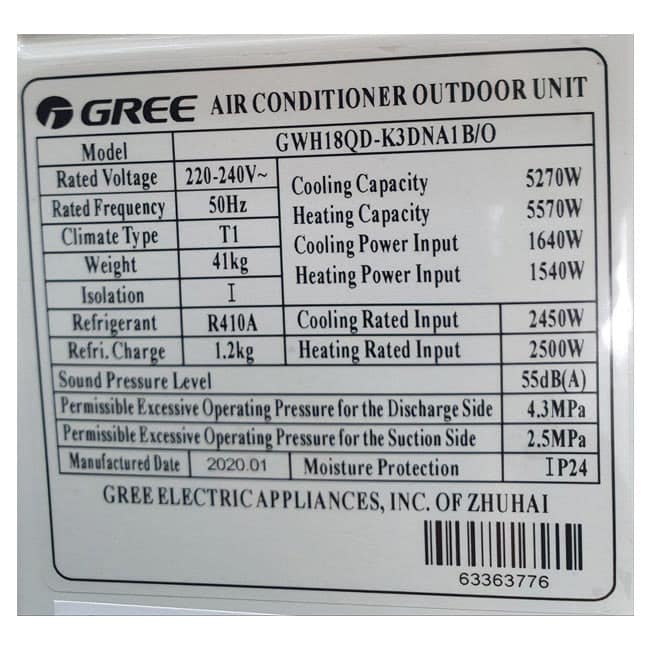 GREE AIR CONDITIONER OUTDOOR UNIT
Model GWH18QD-K3DNA1B/O
Rated Voltage 220-240V~ Cooling Capacity 5270W
Rated Frequency 50Hz Heating Capacity 5570W
Climate Type T1 Cooling Power Input 1640W
Weight 41kg Heating Power Input 1540W
Isolation I
Refrigerant R410A Cooling Rated Input 2450W
Refri. Charge 1.2kg Heating Rated Input 2500W
Sound Pressure Level 55dB(A)
Permissible Excessive Operating Pressure for the Discharge Side 4.3MPa
Permissible Excessive Operating Pressure for the Suction Side 2.5MPa
Manufactured Date 2020.01 Moisture Protection IP24
GREE ELECTRIC APPLIANCES, INC. OF ZHUHAI
63363776